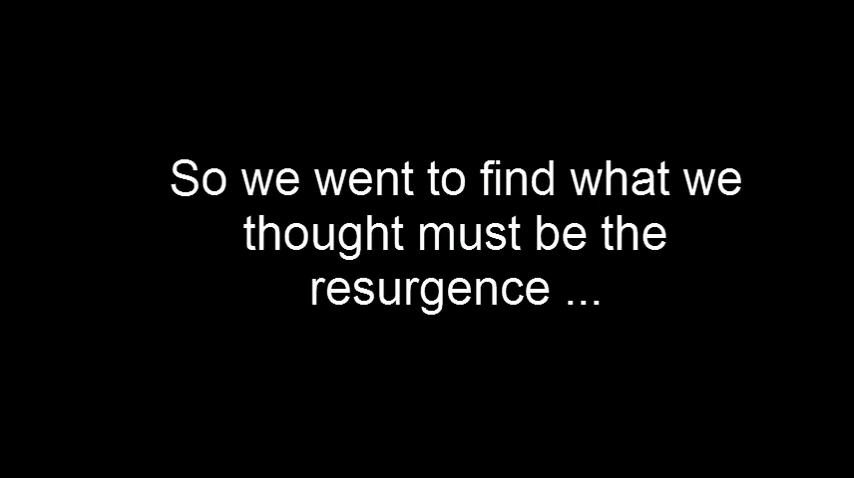 So we went to find what we
thought must be the
resurgence ...